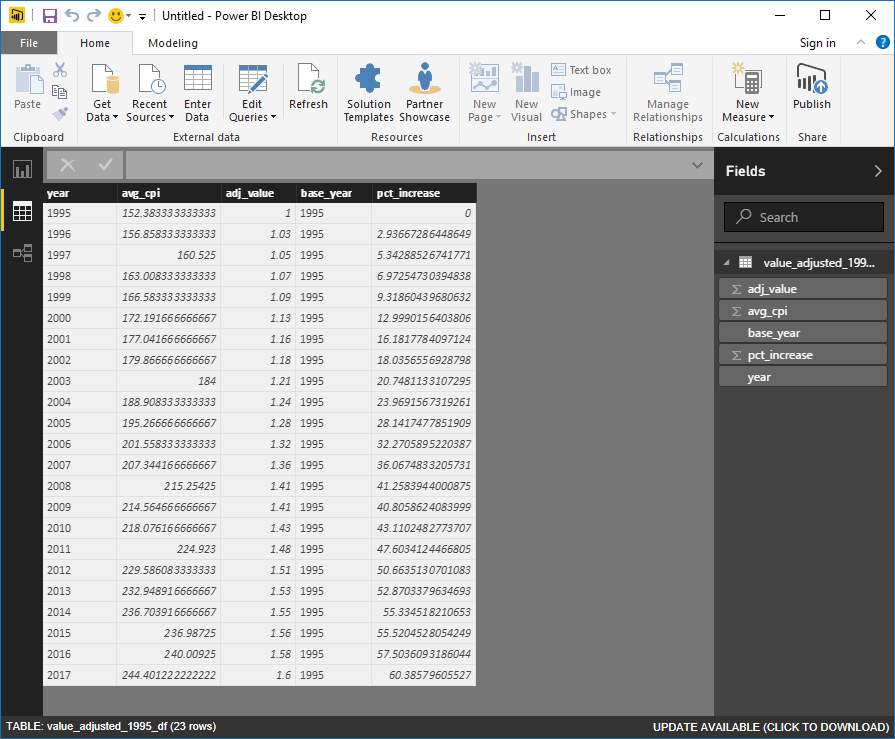 Untitled - Power BI Desktop
File Home Modeling Sign in
Paste Get Data Recent Sources Enter Data Edit Queries Refresh Solution Templates Partner Showcase New Page New Visual Text box Image Shapes Manage Relationships New Measure Publish
Clipboard External data Resources Insert Relationships Calculations Share
year avg_cpi adj_value base_year pct_increase
1995 152.383333333333 1 1995 0
1996 156.858333333333 1.03 1995 2.93667286448649
1997 160.525 1.05 1995 5.34288526741771
1998 163.008333333333 1.07 1995 6.97254730394838
1999 166.583333333333 1.09 1995 9.31860439680632
2000 172.191666666667 1.13 1995 12.9990156403806
2001 177.041666666667 1.16 1995 16.1817784097124
2002 179.866666666667 1.18 1995 18.0356556928798
2003 184 1.21 1995 20.7481133107295
2004 188.908333333333 1.24 1995 23.9691567319261
2005 195.266666666667 1.28 1995 28.1417477851909
2006 201.558333333333 1.32 1995 32.2705895220387
2007 207.344166666667 1.36 1995 36.0674833205731
2008 215.25425 1.41 1995 41.2583944000875
2009 214.564666666667 1.41 1995 40.8058624083999
2010 218.076166666667 1.43 1995 43.1102482773707
2011 224.923 1.48 1995 47.6034124466805
2012 229.586083333333 1.51 1995 50.6635130701083
2013 232.948916666667 1.53 1995 52.8703379634693
2014 236.703916666667 1.55 1995 55.334518210653
2015 236.98725 1.56 1995 55.5204528054249
2016 240.00925 1.58 1995 57.5036093186044
2017 244.401222222222 1.6 1995 60.38579605527
Fields
Search
value_adjusted_199...
adj_value
avg_cpi
base_year
pct_increase
year
TABLE: value_adjusted_1995_df (23 rows) UPDATE AVAILABLE (CLICK TO DOWNLOAD)